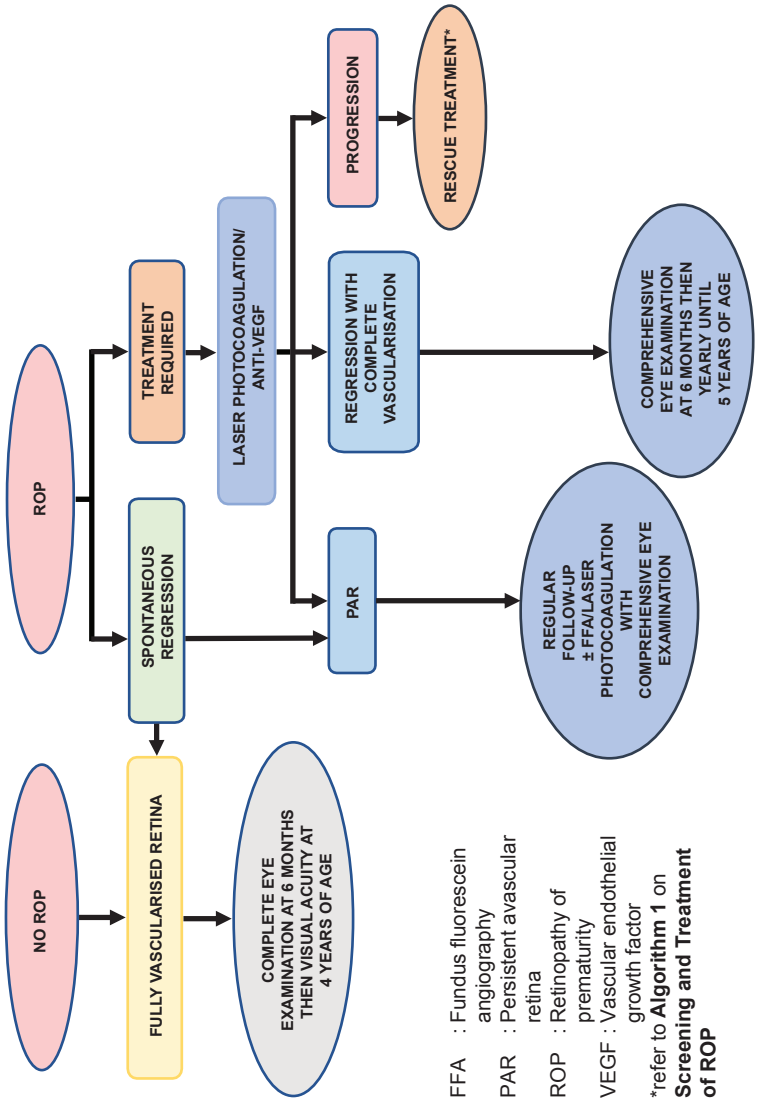 NO ROP
ROP
FULLY VASCULARISED RETINA
SPONTANEOUS
REGRESSION
TREATMENT
REQUIRED
COMPLETE EYE
EXAMINATION AT 6 MONTHS
THEN VISUAL ACUITY AT
4 YEARS OF AGE
LASER PHOTOCOAGULATION/
ANTI-VEGF
PAR
REGRESSION WITH
COMPLETE
VASCULARISATION
PROGRESSION
REGULAR
FOLLOW-UP
± FFA/LASER
PHOTOCOAGULATION
WITH
COMPREHENSIVE EYE
EXAMINATION
COMPREHENSIVE
EYE EXAMINATION
AT 6 MONTHS THEN
YEARLY UNTIL
5 YEARS OF AGE
RESCUE TREATMENT*
FFA : Fundus fluorescein
angiography
PAR : Persistent avascular
retina
ROP : Retinopathy of
prematurity
VEGF : Vascular endothelial
growth factor
*refer to Algorithm 1 on
Screening and Treatment
of ROP